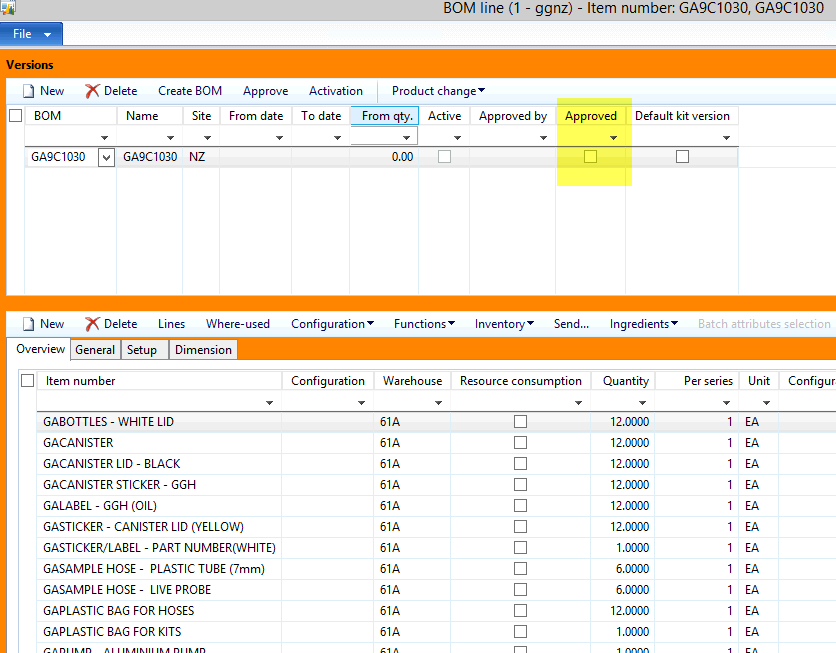 BOM line (1 - ggnz) - Item number: GA9C1030, GA9C1030
File
Versions
New Delete Create BOM Approve Activation Product change
BOM Name Site From date To date From qty. Active Approved by Approved Default kit version
GA9C1030 GA9C1030 NZ 0.00
New Delete Lines Where-used Configuration Functions Inventory Send... Ingredients Batch attributes selection
Overview General Setup Dimension
Item number Configuration Warehouse Resource consumption Quantity Per series Unit Configura
GABOTTLES - WHITE LID 61A 12.0000 1 EA
GACANISTER 61A 12.0000 1 EA
GACANISTER LID - BLACK 61A 12.0000 1 EA
GACANISTER STICKER - GGH 61A 12.0000 1 EA
GALABEL - GGH (OIL) 61A 12.0000 1 EA
GASTICKER - CANISTER LID (YELLOW) 61A 12.0000 1 EA
GASTICKER/LABEL - PART NUMBER(WHITE) 61A 1.0000 1 EA
GASAMPLE HOSE - PLASTIC TUBE (7mm) 61A 6.0000 1 EA
GASAMPLE HOSE - LIVE PROBE 61A 6.0000 1 EA
GAPLASTIC BAG FOR HOSES 61A 12.0000 1 EA
GAPLASTIC BAG FOR KITS 61A 1.0000 1 EA
GAPUMP - ALUMINIUM PUMP 61A 1.0000 1 EA